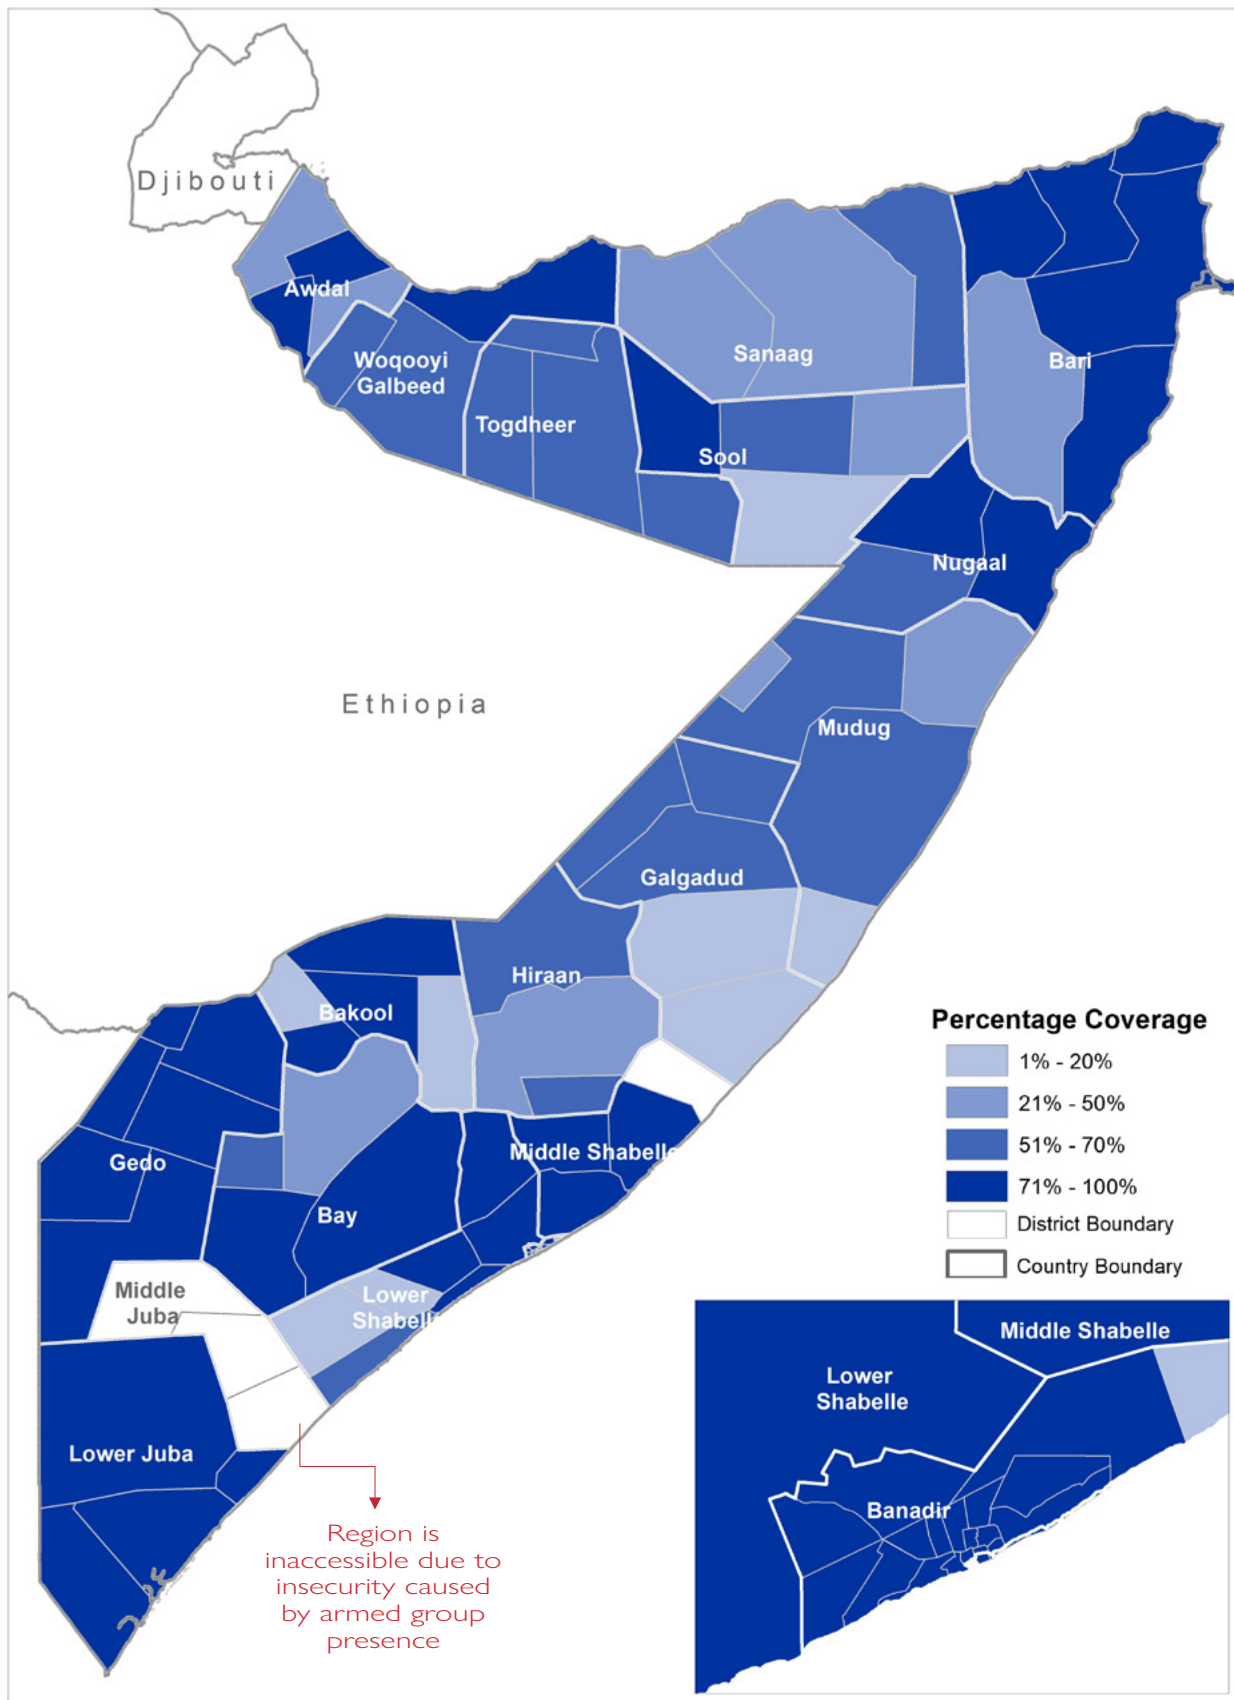 Djibouti
Awdal
Woqooyi
Galbeed
Togdheer
Sanaag
Sool
Bari
Nugaal
Ethiopia
Mudug
Galgadud
Hiraan
Bakool
Gedo
Bay
Middle Shabelle
Middle
Juba
Lower
Shabelle
Lower Juba
Region is
inaccessible due to
insecurity caused
by armed group
presence
Percentage Coverage
1% - 20%
21% - 50%
51% - 70%
71% - 100%
District Boundary
Country Boundary
Middle Shabelle
Lower
Shabelle
Banadir